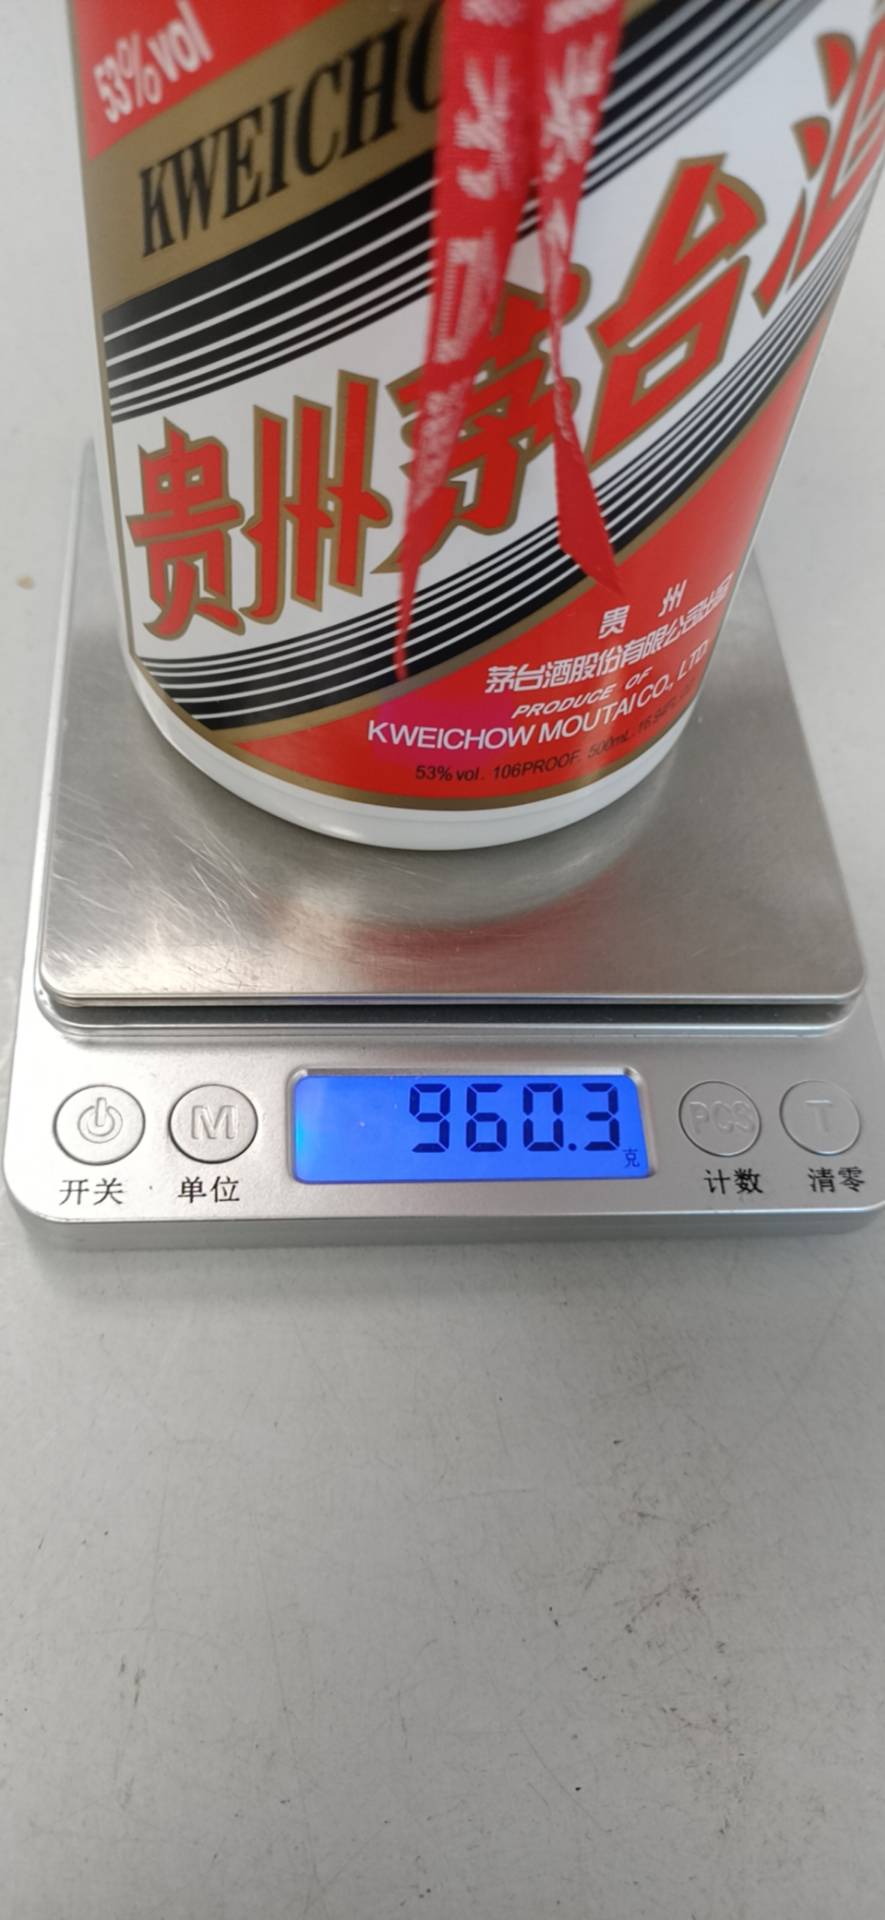 53%vol
KWEICHO
贵州茅台酒
贵州
茅台酒股份有限公司出品
PRODUCE OF
KWEICHOW MOUTAI CO., LTD.
53% vol. 106PROOF. 500mL.
960.3
克
M
PCS
T
开关
单位
计数
清零